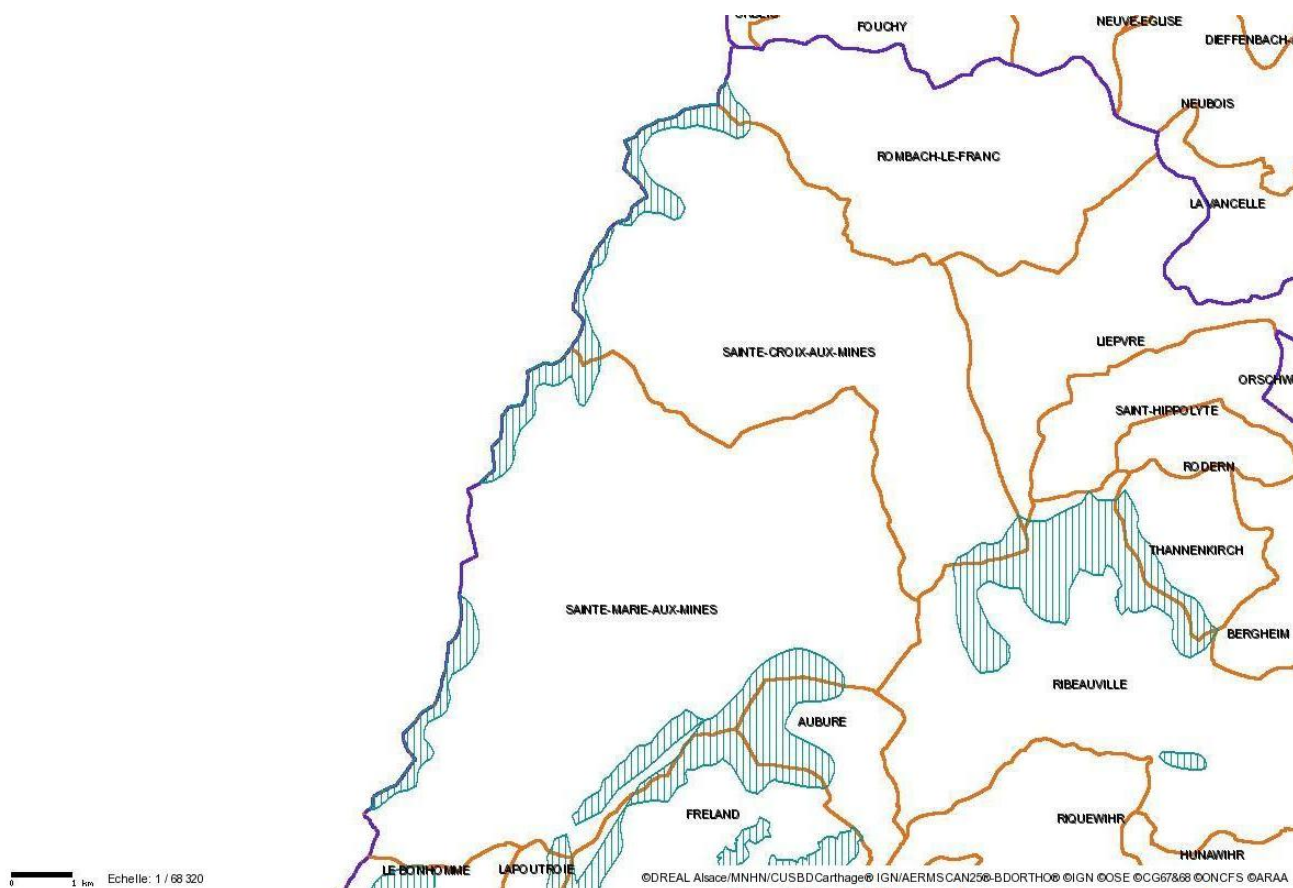 FOUCHY
NEUVE-EGLISE
DIEFFENBACH-
NEUBOIS
ROMBACH-LE-FRANC
LA VANCELLE
LIEPVRE
SAINTE-CROIX-AUX-MINES
ORSCHW
SAINT-HIPPOLYTE
RODERN
THANNENKIRCH
SAINTE-MARIE-AUX-MINES
BERGHEIM
RIBEAUVILLE
AUBURE
FRELAND
RIQUEWIHR
HUNAWIHR
LE BONHOMME
LAPOUTROIE
0 1 km Echelle: 1 / 68 320
©DREAL Alsace/MNHN/CUSBDCarthage® IGN/AERMSCAN25®-BDORTHO® ©IGN ©OSE ©CG67&68 ©ONCFS ©ARAA